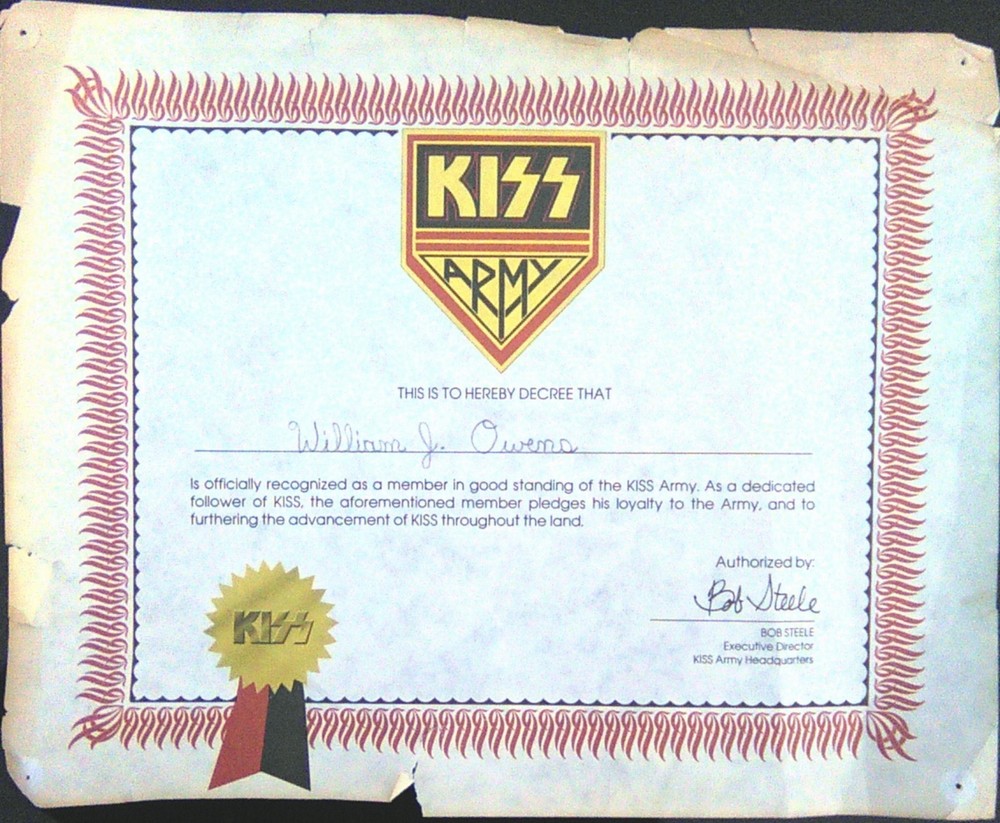 KISS
ARMY
THIS IS TO HEREBY DECREE THAT
William J. Owens
Is officially recognized as a member in good standing of the KISS Army. As a dedicated
follower of KISS, the aforementioned member pledges his loyalty to the Army, and to
furthering the advancement of KISS throughout the land.
Authorized by:
Bob Steele
BOB STEELE
Executive Director
KISS Army Headquarters
KISS